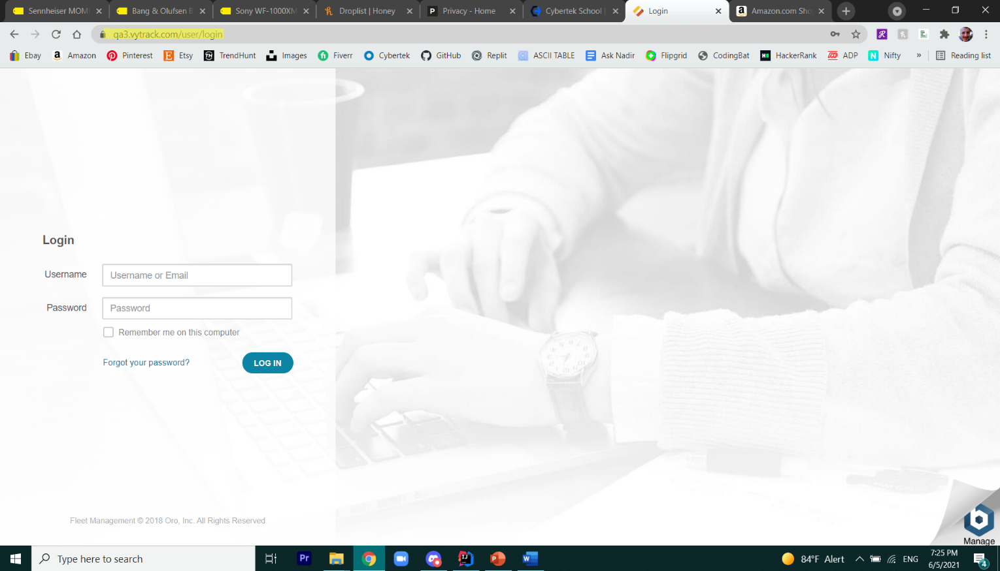 Sennheiser MOM
Bang & Olufsen B
Sony WF-1000XM
Droplist | Honey
Privacy - Home
Cybertek School |
Login
Amazon.com Sho
qa3.vytrack.com/user/login
Ebay
Amazon
Pinterest
Etsy
TrendHunt
Images
Fiverr
Cybertek
GitHub
Replit
ASCII TABLE
Ask Nadir
Flipgrid
CodingBat
HackerRank
ADP
Nifty
»
Reading list
Login
Username
Username or Email
Password
Password
Remember me on this computer
Forgot your password?
LOG IN
Fleet Management © 2018 Oro, Inc. All Rights Reserved
Manage
Type here to search
Pr
84°F Alert
ENG
7:25 PM
6/5/2021
4